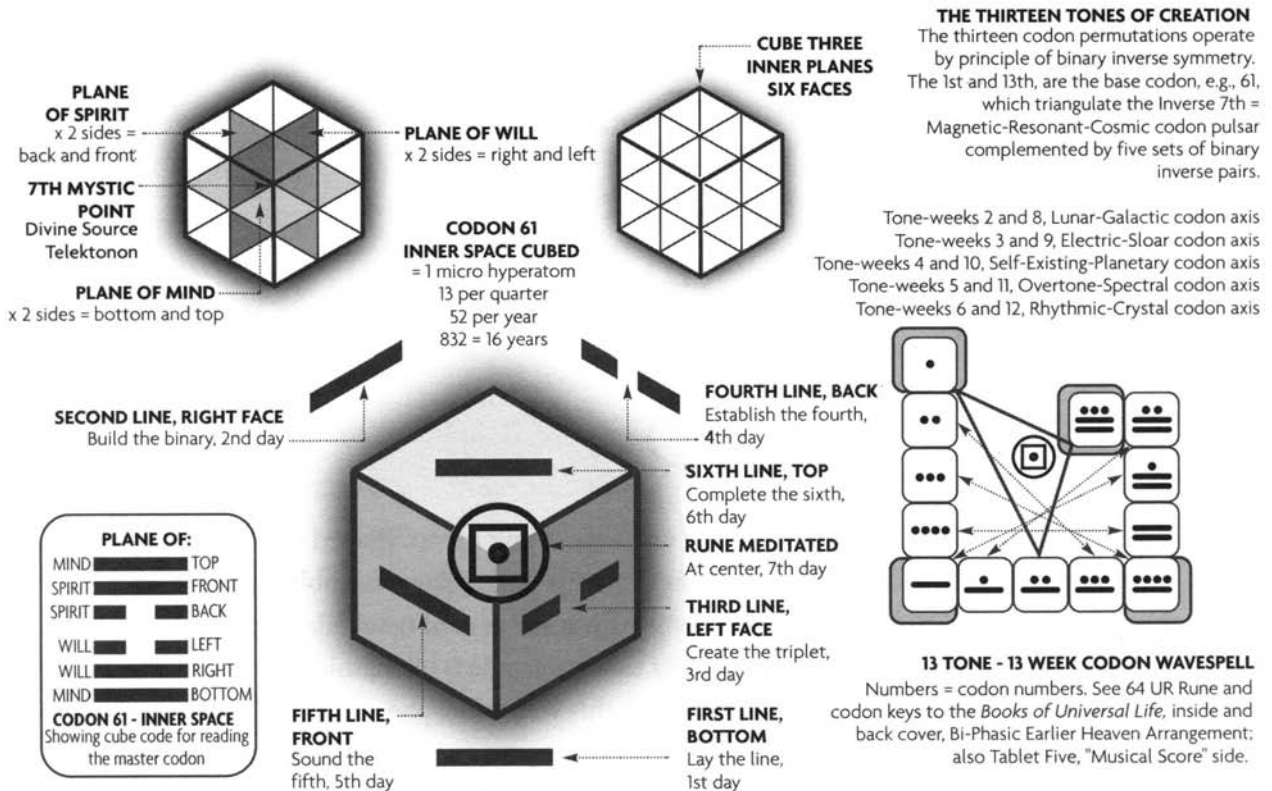 PLANE
OF SPIRIT
x 2 sides =
back and front
7TH MYSTIC
POINT
Divine Source
Telektonon
PLANE OF MIND
x 2 sides = bottom and top
PLANE OF WILL
x 2 sides = right and left
CUBE THREE
INNER PLANES
SIX FACES
THE THIRTEEN TONES OF CREATION
The thirteen codon permutations operate
by principle of binary inverse symmetry.
The 1st and 13th, are the base codon, e.g., 61,
which triangulate the Inverse 7th =
Magnetic-Resonant-Cosmic codon pulsar
complemented by five sets of binary
inverse pairs.
Tone-weeks 2 and 8, Lunar-Galactic codon axis
Tone-weeks 3 and 9, Electric-Sloar codon axis
Tone-weeks 4 and 10, Self-Existing-Planetary codon axis
Tone-weeks 5 and 11, Overtone-Spectral codon axis
Tone-weeks 6 and 12, Rhythmic-Crystal codon axis
CODON 61
INNER SPACE CUBED
= 1 micro hyperatom
13 per quarter
52 per year
832 = 16 years
SECOND LINE, RIGHT FACE
Build the binary, 2nd day
FOURTH LINE, BACK
Establish the fourth,
4th day
SIXTH LINE, TOP
Complete the sixth,
6th day
RUNE MEDITATED
At center, 7th day
THIRD LINE,
LEFT FACE
Create the triplet,
3rd day
FIFTH LINE,
FRONT
Sound the
fifth, 5th day
FIRST LINE,
BOTTOM
Lay the line,
1st day
PLANE OF:
MIND TOP
SPIRIT FRONT
SPIRIT BACK
WILL LEFT
WILL RIGHT
MIND BOTTOM
CODON 61 - INNER SPACE
Showing cube code for reading
the master codon
13 TONE - 13 WEEK CODON WAVESPELL
Numbers = codon numbers. See 64 UR Rune and
codon keys to the Books of Universal Life, inside and
back cover, Bi-Phasic Earlier Heaven Arrangement;
also Tablet Five, "Musical Score" side.